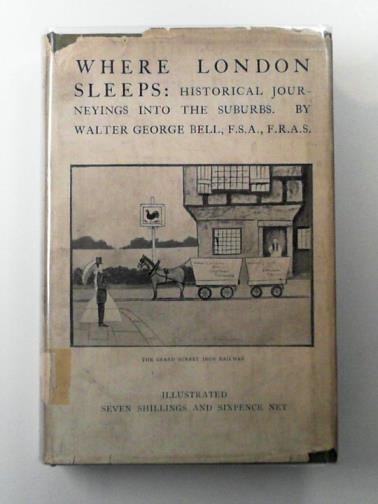 WHERE LONDON
SLEEPS: HISTORICAL JOUR-
NEYINGS INTO THE SUBURBS. BY
WALTER GEORGE BELL, F.S.A., F.R.A.S.
THE GRAND SURREY IRON RAILWAY
ILLUSTRATED
SEVEN SHILLINGS AND SIXPENCE NET